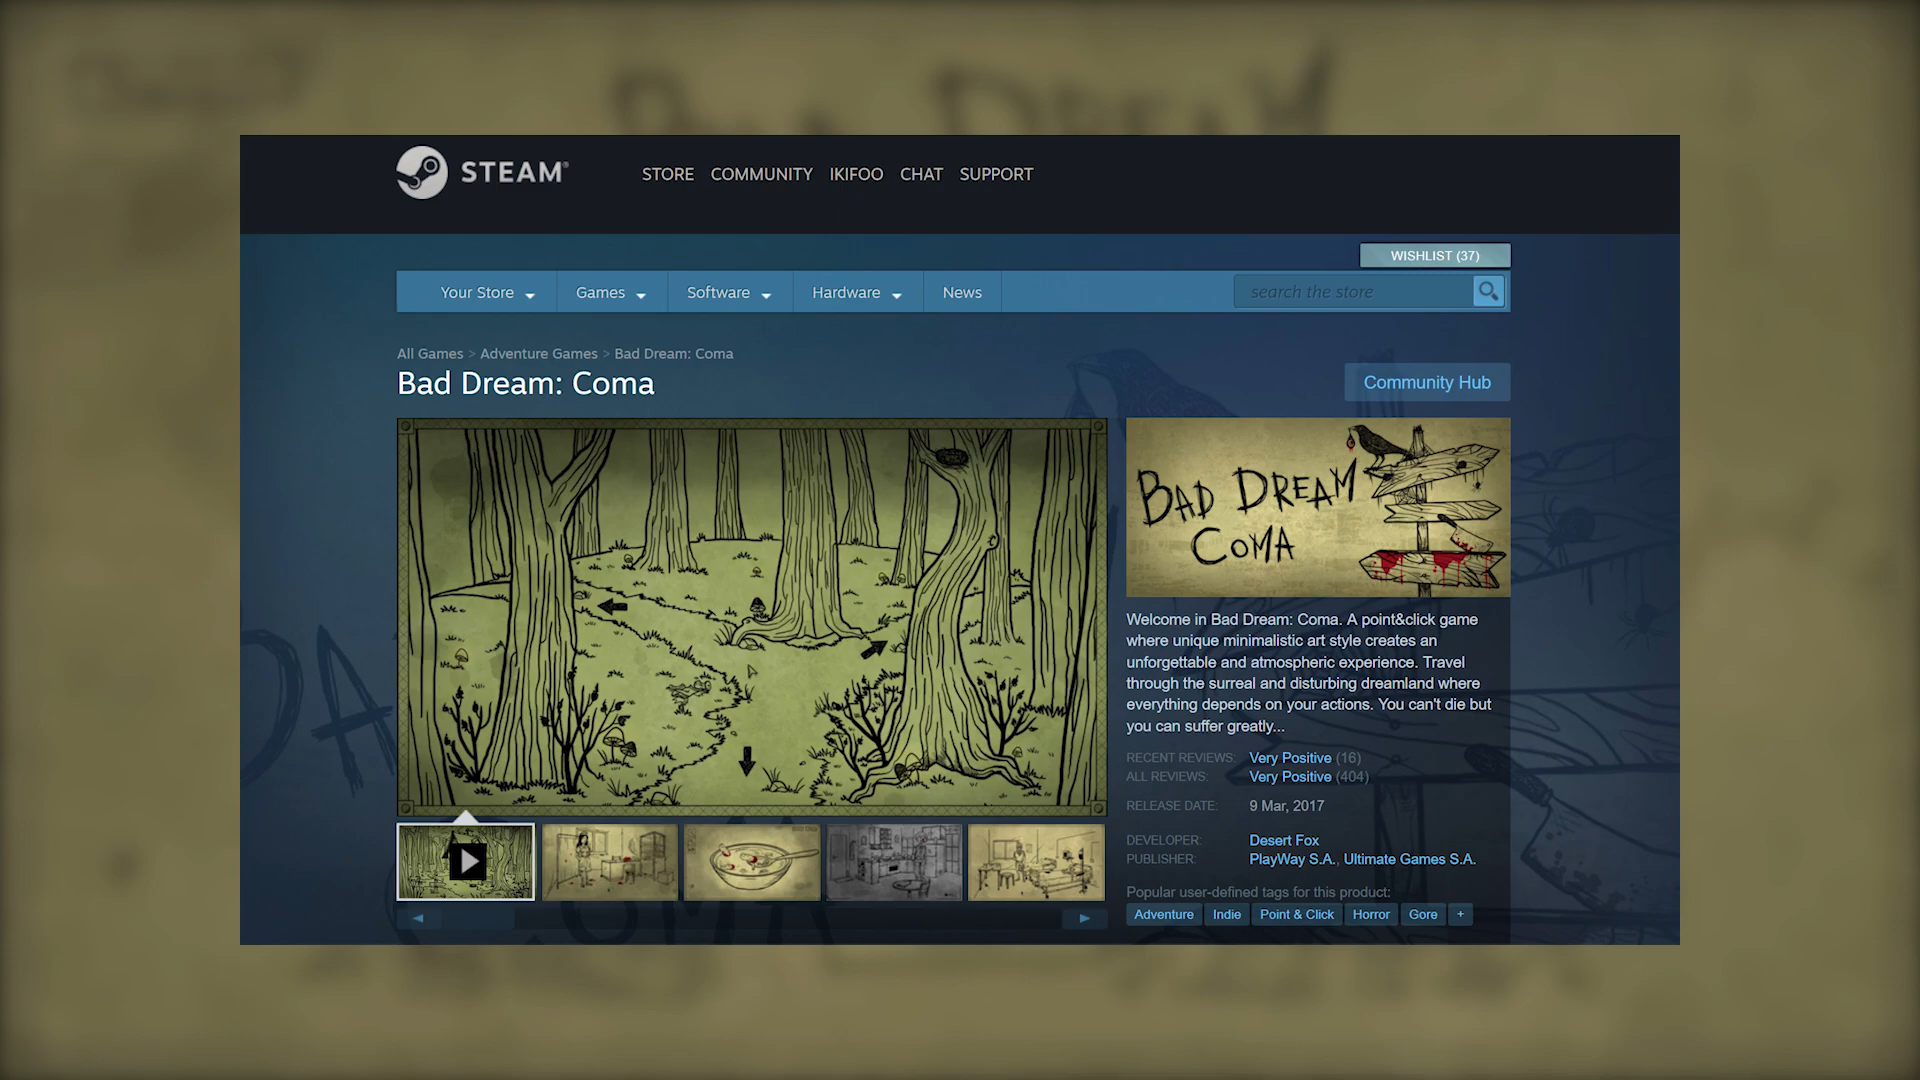 BAD DREAM
STEAM®
STORE COMMUNITY IKIFOO CHAT SUPPORT
WISHLIST (37)
Your Store Games Software Hardware News
search the store
All Games > Adventure Games > Bad Dream: Coma
Bad Dream: Coma
Community Hub
BAD DREAM
COMA
Welcome in Bad Dream: Coma. A point&click game
where unique minimalistic art style creates an
unforgettable and atmospheric experience. Travel
through the surreal and disturbing dreamland where
everything depends on your actions. You can't die but
you can suffer greatly...
RECENT REVIEWS: Very Positive (16)
ALL REVIEWS: Very Positive (404)
RELEASE DATE: 9 Mar, 2017
DEVELOPER: Desert Fox
PUBLISHER: PlayWay S.A., Ultimate Games S.A.
Popular user-defined tags for this product:
Adventure Indie Point & Click Horror Gore +